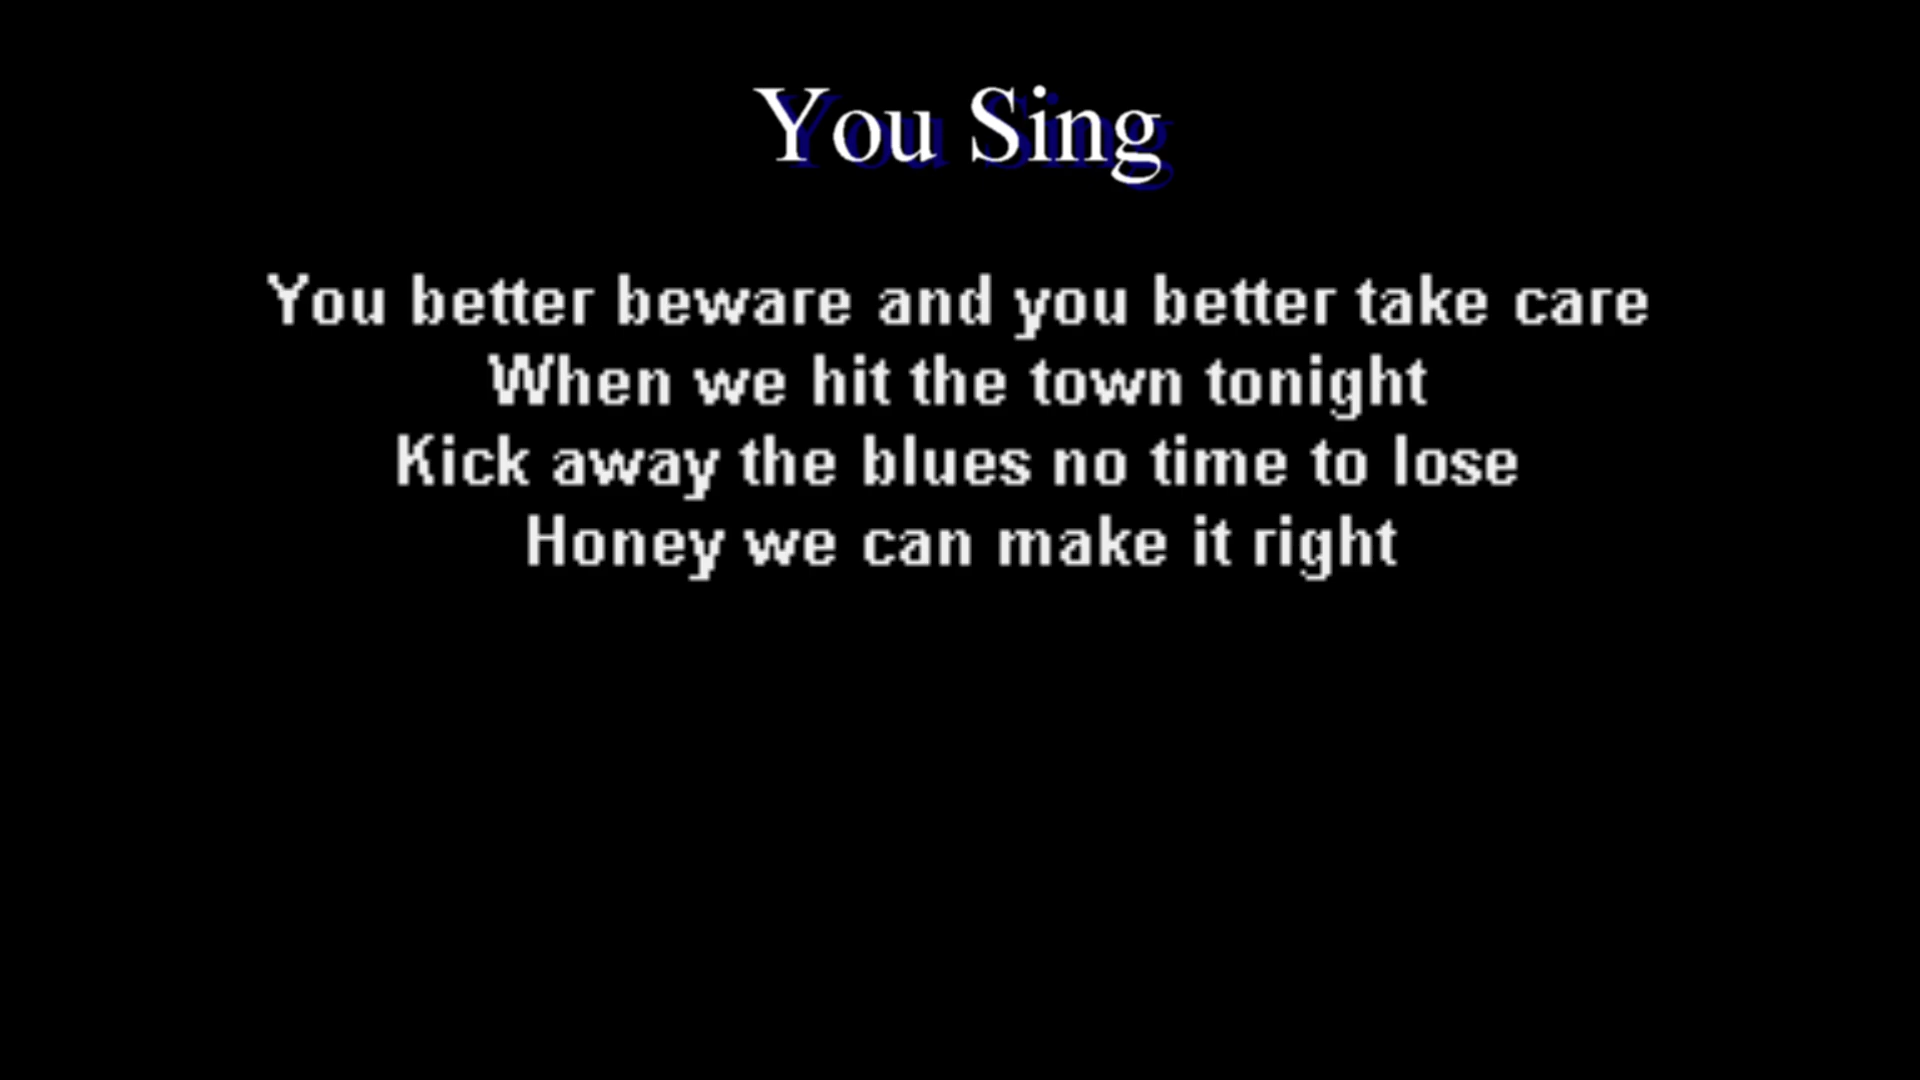 You Sing
You better beware and you better take care
When we hit the town tonight
Kick away the blues no time to lose
Honey we can make it right